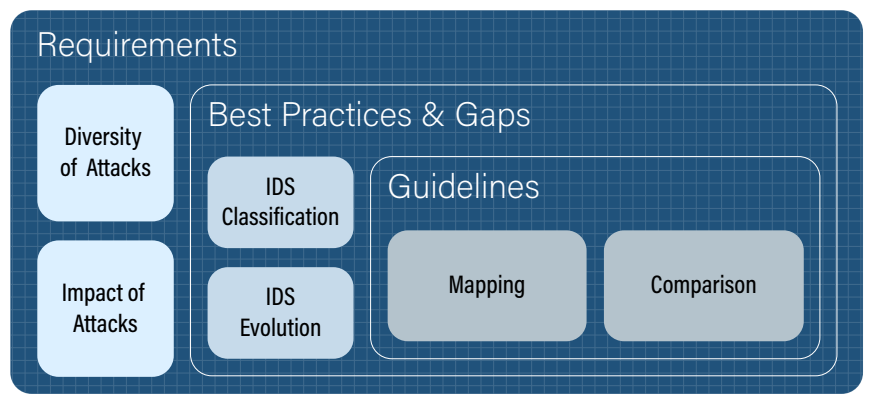 Requirements
Diversity
of Attacks
Impact of
Attacks
Best Practices & Gaps
IDS
Classification
IDS
Evolution
Guidelines
Mapping
Comparison